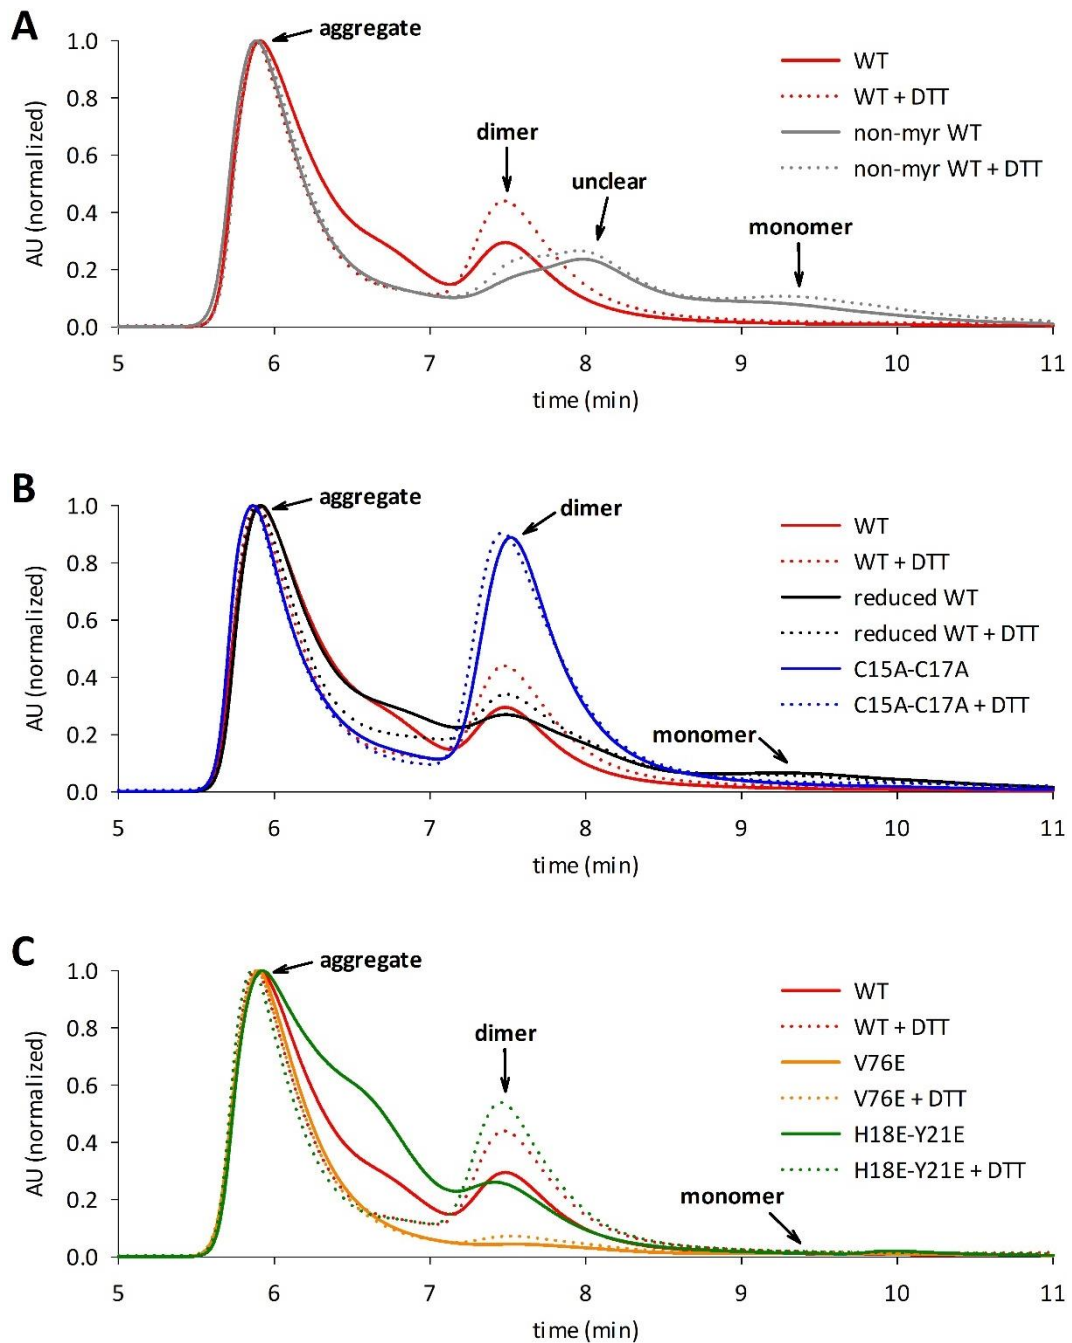 A
aggregate
1.0
0.8
0.6
0.4
0.2
0.0
AU (normalized)
dimer
unclear
monomer
WT
WT + DTT
non-myr WT
non-myr WT + DTT
5 6 7 8 9 10 11
time (min)
B
aggregate
1.0
0.8
0.6
0.4
0.2
0.0
AU (normalized)
dimer
monomer
WT
WT + DTT
reduced WT
reduced WT + DTT
C15A-C17A
C15A-C17A + DTT
5 6 7 8 9 10 11
time (min)
C
aggregate
1.0
0.8
0.6
0.4
0.2
0.0
AU (normalized)
dimer
monomer
WT
WT + DTT
V76E
V76E + DTT
H18E-Y21E
H18E-Y21E + DTT
5 6 7 8 9 10 11
time (min)